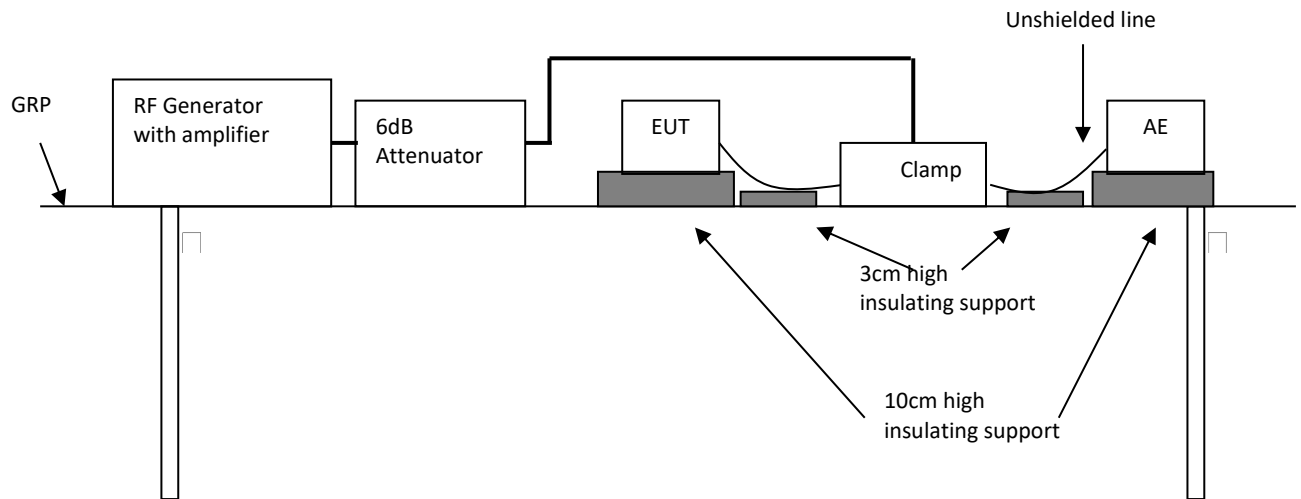 Unshielded line
GRP
RF Generator
with amplifier
6dB
Attenuator
EUT
Clamp
AE
3cm high
insulating support
10cm high
insulating support